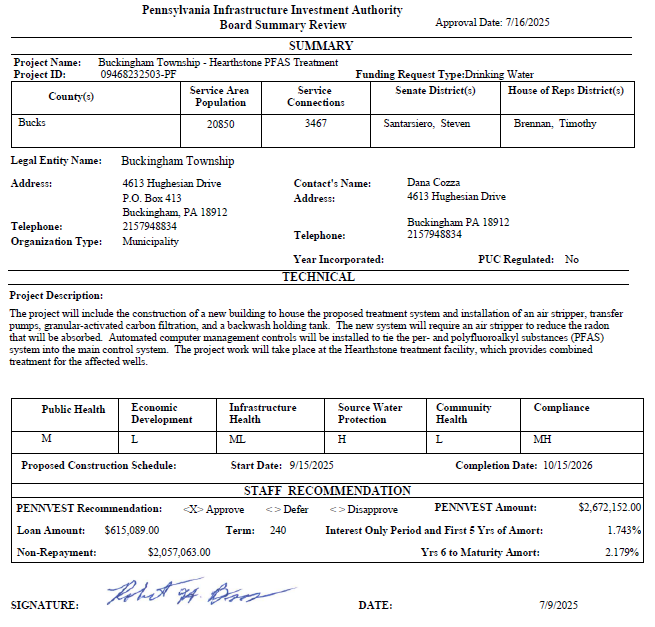 Pennsylvania Infrastructure Investment Authority
Board Summary Review
Approval Date: 7/16/2025
SUMMARY
Project Name: Buckingham Township - Hearthstone PFAS Treatment
Project ID: 09468232503-PF Funding Request Type:Drinking Water
County(s) Service Area Population Service Connections Senate District(s) House of Reps District(s)
Bucks 20850 3467 Santarsiero, Steven Brennan, Timothy
Legal Entity Name: Buckingham Township
Address: 4613 Hughesian Drive Contact's Name: Dana Cozza
P.O. Box 413 Address: 4613 Hughesian Drive
Buckingham, PA 18912 Buckingham PA 18912
Telephone: 2157948834 Telephone: 2157948834
Organization Type: Municipality
Year Incorporated: PUC Regulated: No
TECHNICAL
Project Description:
The project will include the construction of a new building to house the proposed treatment system and installation of an air stripper, transfer
pumps, granular-activated carbon filtration, and a backwash holding tank. The new system will require an air stripper to reduce the radon
that will be absorbed. Automated computer management controls will be installed to tie the per- and polyfluoroalkyl substances (PFAS)
system into the main control system. The project work will take place at the Hearthstone treatment facility, which provides combined
treatment for the affected wells.
Public Health Economic Development Infrastructure Health Source Water Protection Community Health Compliance
M L ML H L MH
Proposed Construction Schedule: Start Date: 9/15/2025 Completion Date: 10/15/2026
STAFF RECOMMENDATION
PENNVEST Recommendation: <X> Approve < > Defer < > Disapprove PENNVEST Amount: $2,672,152.00
Loan Amount: $615,089.00 Term: 240 Interest Only Period and First 5 Yrs of Amort: 1.743%
Non-Repayment: $2,057,063.00 Yrs 6 to Maturity Amort: 2.179%
SIGNATURE: DATE: 7/9/2025